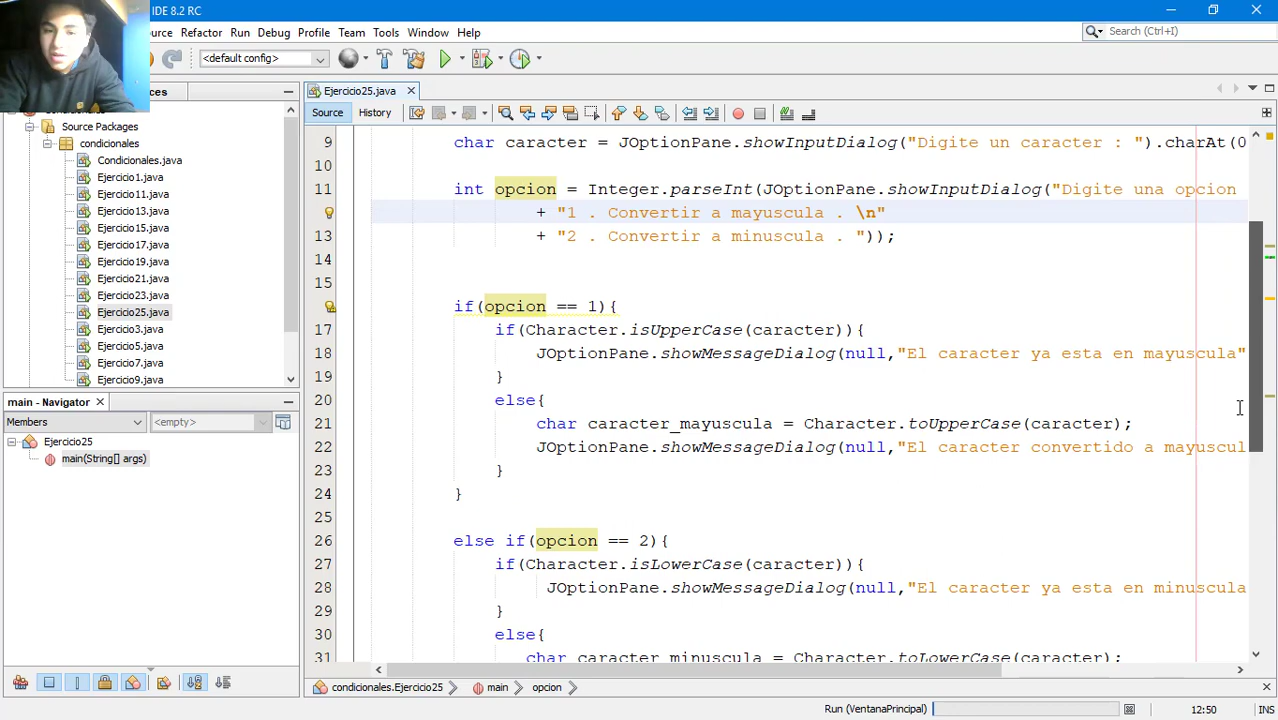 IDE 8.2 RC
Refactor Run Debug Profile Team Tools Window Help
Search (Ctrl+I)
<default config>
Ejercicio25.java
Source History
Source Packages
condicionales
Condicionales.java
Ejercicio1.java
Ejercicio11.java
Ejercicio13.java
Ejercicio15.java
Ejercicio17.java
Ejercicio19.java
Ejercicio21.java
Ejercicio23.java
Ejercicio25.java
Ejercicio3.java
Ejercicio5.java
Ejercicio7.java
Ejercicio9.java
main - Navigator
Members <empty>
Ejercicio25
main(String[] args)
9 char caracter = JOptionPane.showInputDialog("Digite un caracter : ").charAt(0
10
11 int opcion = Integer.parseInt(JOptionPane.showInputDialog("Digite una opcion
+ "1 . Convertir a mayuscula . \n"
13 + "2 . Convertir a minuscula . "));
14
15
if(opcion == 1){
17 if(Character.isUpperCase(caracter)){
18 JOptionPane.showMessageDialog(null,"El caracter ya esta en mayuscula"
19 }
20 else{
21 char caracter_mayuscula = Character.toUpperCase(caracter);
22 JOptionPane.showMessageDialog(null,"El caracter convertido a mayuscul
23 }
24 }
25
26 else if(opcion == 2){
27 if(Character.isLowerCase(caracter)){
28 JOptionPane.showMessageDialog(null,"El caracter ya esta en minuscula
29 }
30 else{
31 char caracter_minuscula = Character.toLowerCase(caracter);
condicionales.Ejercicio25 main opcion
Run (VentanaPrincipal) 12:50 INS